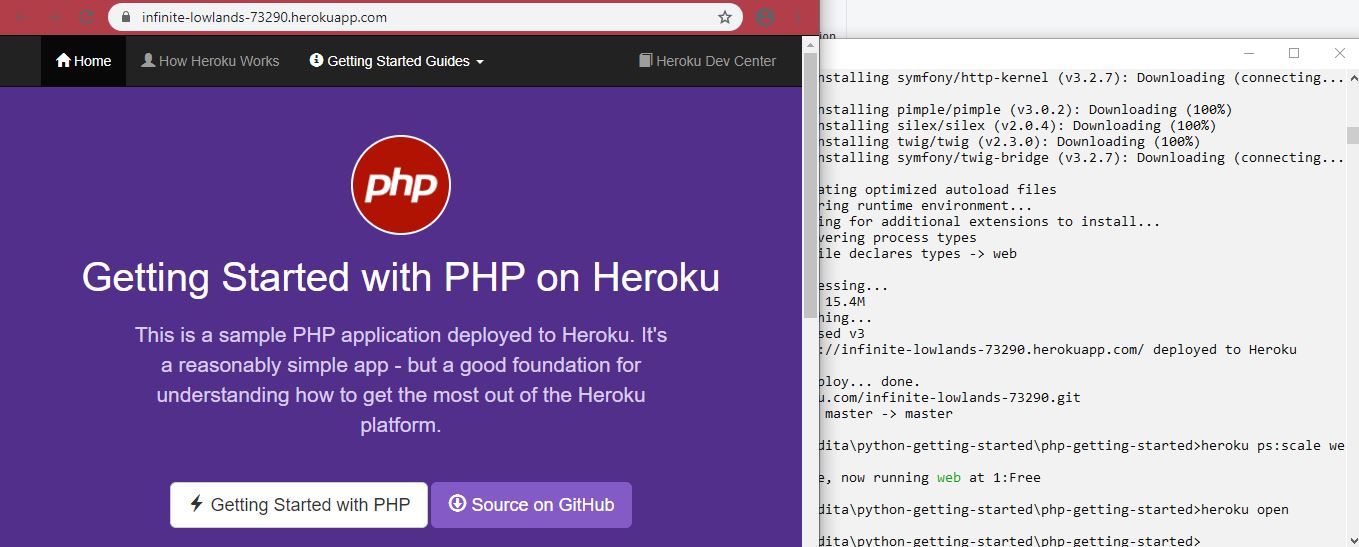 infinite-lowlands-73290.herokuapp.com
Home How Heroku Works Getting Started Guides Heroku Dev Center
php
Getting Started with PHP on Heroku
This is a sample PHP application deployed to Heroku. It's
a reasonably simple app - but a good foundation for
understanding how to get the most out of the Heroku
platform.
Getting Started with PHP Source on GitHub
ion
nstalling symfony/http-kernel (v3.2.7): Downloading (connecting...
nstalling pimple/pimple (v3.0.2): Downloading (100%)
nstalling silex/silex (v2.0.4): Downloading (100%)
nstalling twig/twig (v2.3.0): Downloading (100%)
nstalling symfony/twig-bridge (v3.2.7): Downloading (connecting...
ating optimized autoload files
ring runtime environment...
ing for additional extensions to install...
vering process types
ile declares types -> web
essing...
15.4M
hing...
sed v3
://infinite-lowlands-73290.herokuapp.com/ deployed to Heroku
ploy... done.
u.com/infinite-lowlands-73290.git
master -> master
dita\python-getting-started\php-getting-started>heroku ps:scale we
e, now running web at 1:Free
dita\python-getting-started\php-getting-started>heroku open
dita\python-getting-started\php-getting-started>